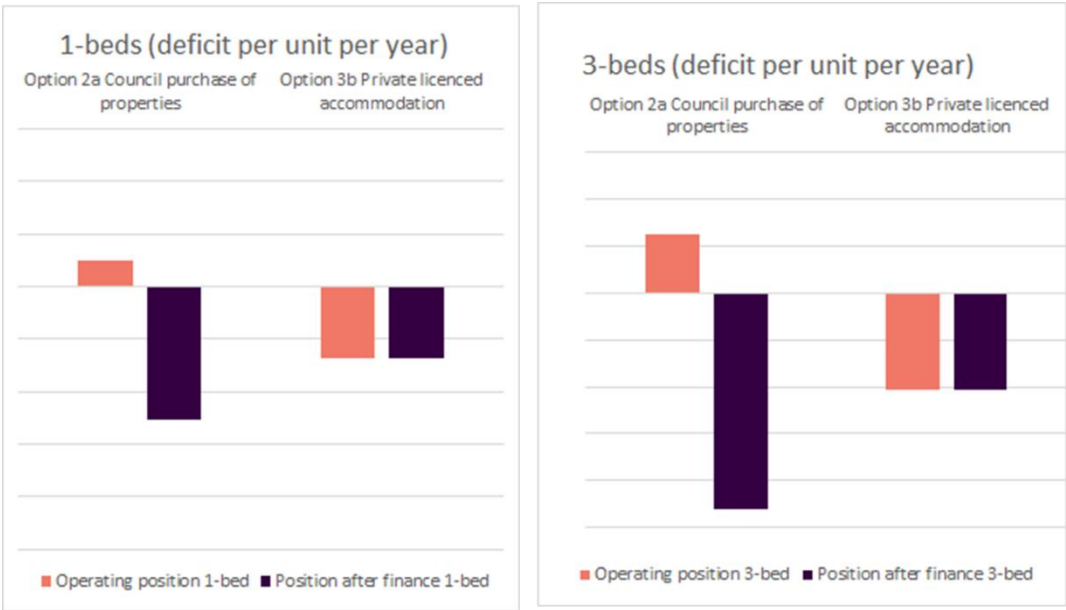 1-beds (deficit per unit per year)
Option 2a Council purchase of
properties
Option 3b Private licenced
accommodation
Operating position 1-bed
Position after finance 1-bed
3-beds (deficit per unit per year)
Option 2a Council purchase of
properties
Option 3b Private licenced
accommodation
Operating position 3-bed
Position after finance 3-bed